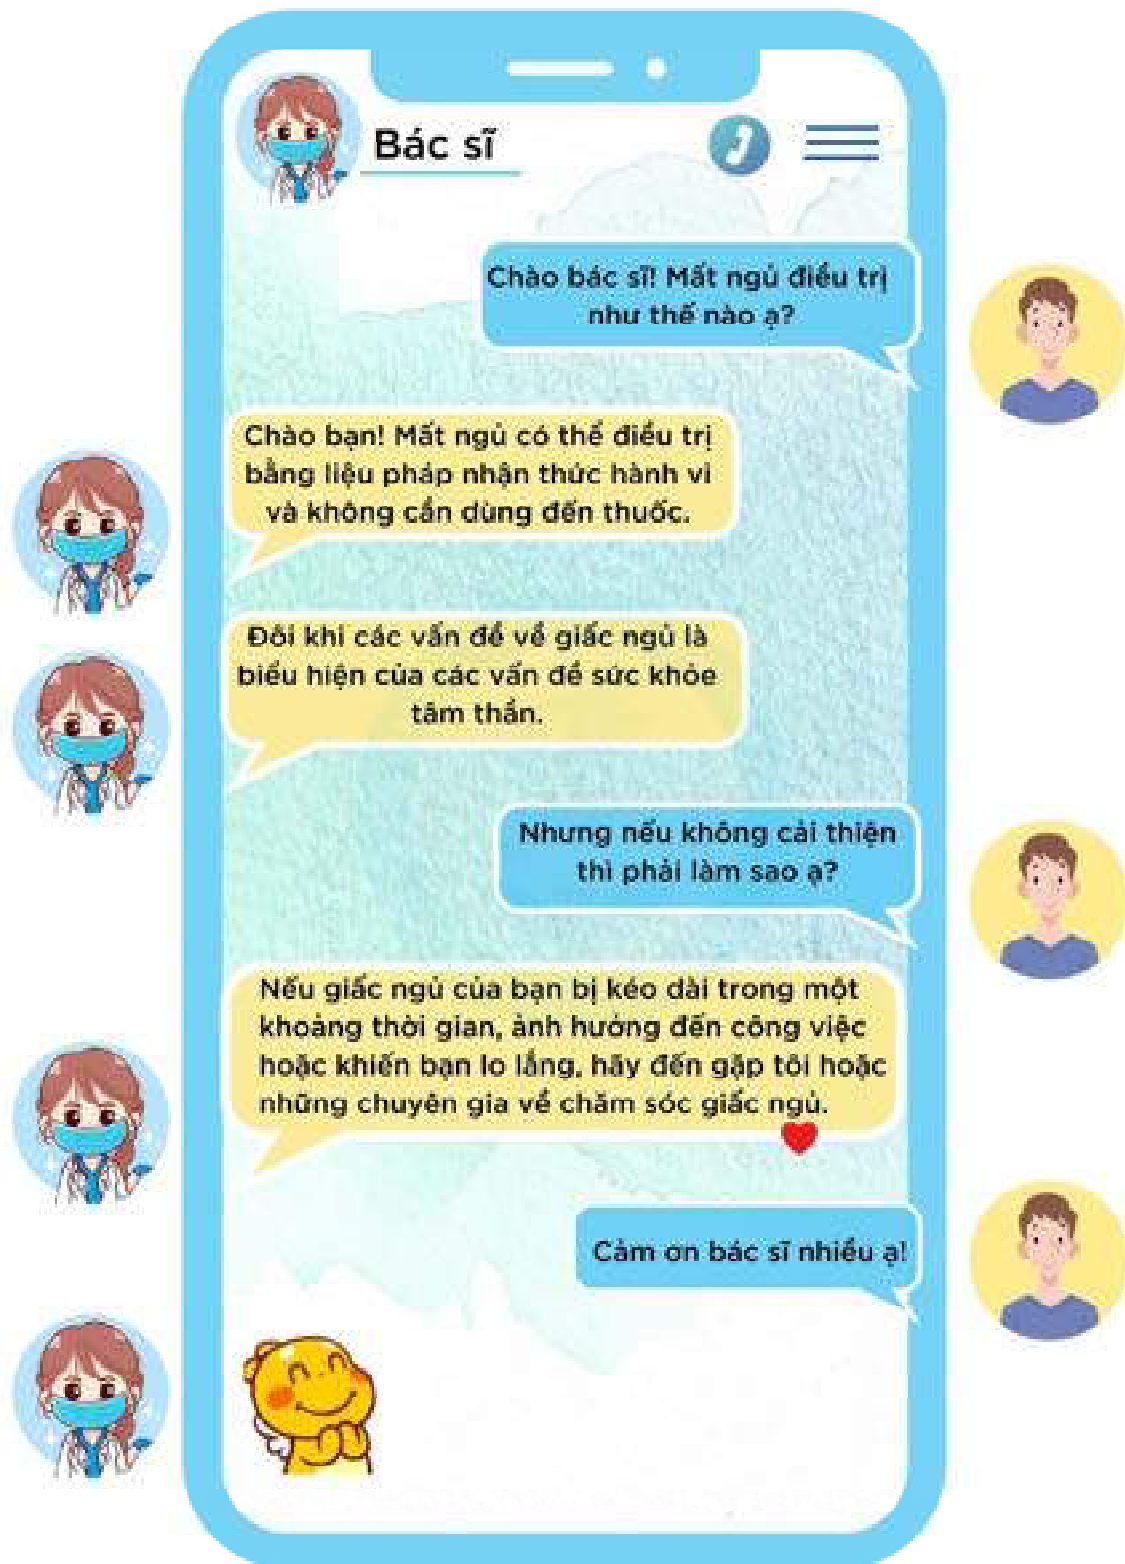 Bác sĩ
Chào bác sĩ! Mất ngủ điều trị
như thế nào ạ?
Chào bạn! Mất ngủ có thể điều trị
bằng liệu pháp nhận thức hành vi
và không cần dùng đến thuốc.
Đôi khi các vấn đề về giấc ngủ là
biểu hiện của các vấn đề sức khỏe
tâm thần.
Nhưng nếu không cải thiện
thì phải làm sao ạ?
Nếu giấc ngủ của bạn bị kéo dài trong một
khoảng thời gian, ảnh hưởng đến công việc
hoặc khiến bạn lo lắng, hãy đến gặp tôi hoặc
những chuyên gia về chăm sóc giấc ngủ.
Cảm ơn bác sĩ nhiều ạ!